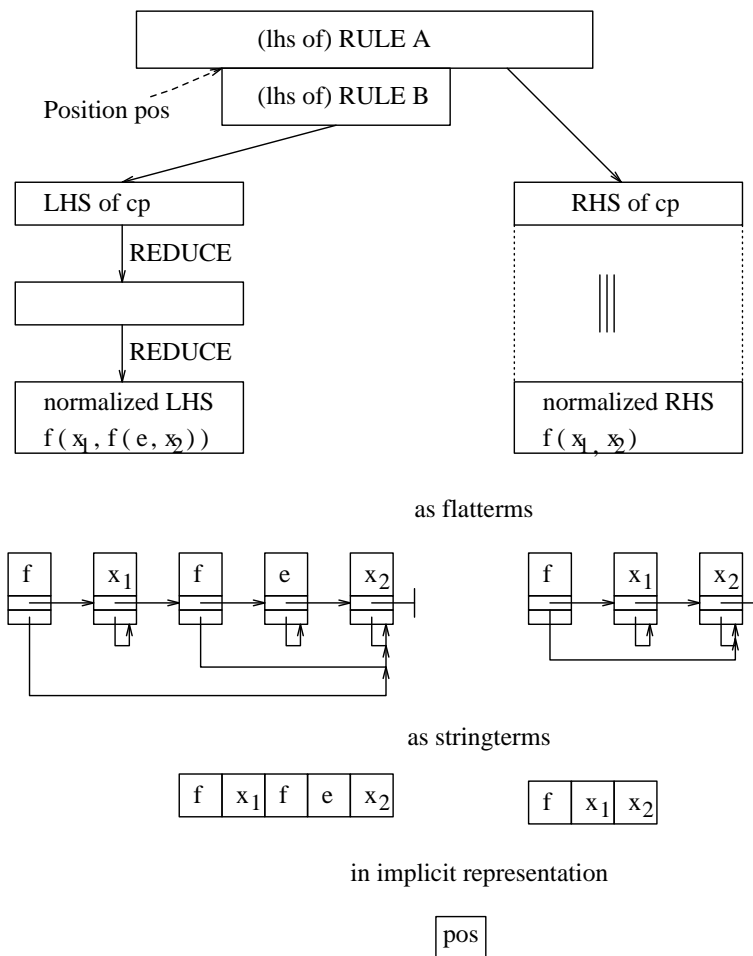 (lhs of) RULE A
(lhs of) RULE B
Position pos
LHS of cp
RHS of cp
REDUCE
REDUCE
normalized LHS
f ( x1, f ( e , x2 ) )
normalized RHS
f ( x1, x2 )
as flatterms
f x1 f e x2
f x1 x2
as stringterms
f x1 f e x2
f x1 x2
in implicit representation
pos